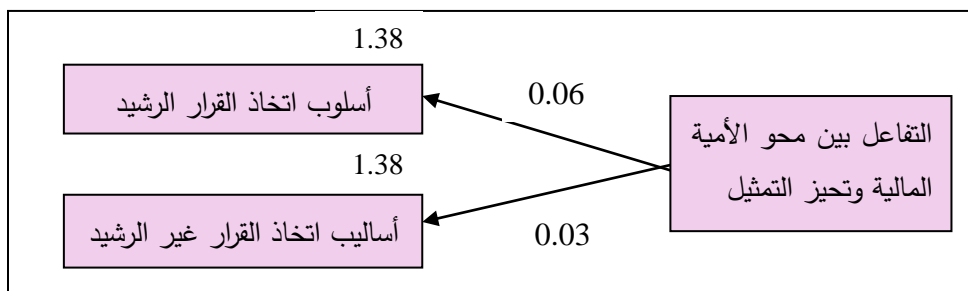 1.38
أسلوب اتخاذ القرار الرشيد
0.06
التفاعل بين محو الأمية
المالية وتحيز التمثيل
1.38
أساليب اتخاذ القرار غير الرشيد
0.03